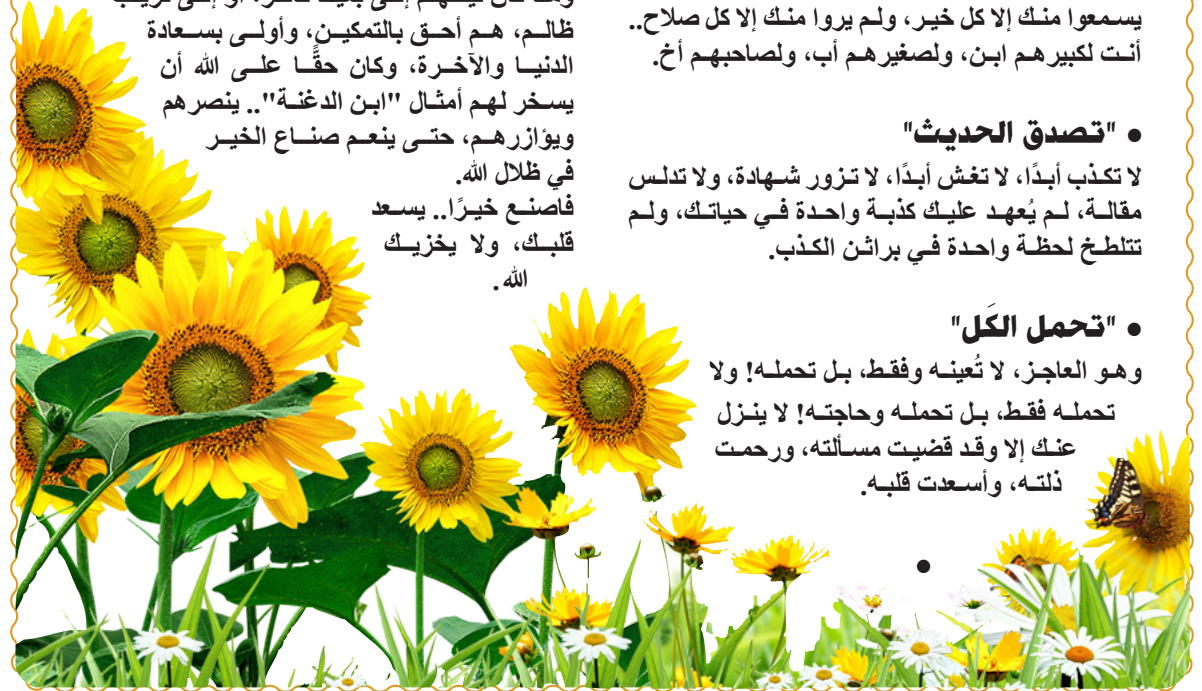 يسمعوا منك إلا كل خير، ولم يروا منك إلا كل صلاح..
أنت لكبيرهم ابن، ولصغيرهم أب، ولصاحبهم أخ.
● "تصدق الحديث"
لا تكذب أبدًا، لا تغش أبدًا، لا تزور شهادة، ولا تدلس
مقالة، لم يُعهد عليك كذبة واحدة في حياتك، ولم
تتلطخ لحظة واحدة في براثن الكذب.
● "تحمل الكَل"
وهو العاجز، لا تُعينه وفقط، بل تحمله! ولا
تحمله فقط، بل تحمله وحاجته! لا ينزل
عنك إلا وقد قضيت مسألته، ورحمت
ذلته، وأسعدت قلبه.
●
ظالم، هم أحق بالتمكين، وأولى بسعادة
الدنيا والآخرة، وكان حقًّا على الله أن
يسخر لهم أمثال "ابن الدغنة".. ينصرهم
ويؤازرهم، حتى ينعم صناع الخير
في ظلال الله.
فاصنع خيرًا.. يسعد
قلبك، ولا يخزيك
الله.